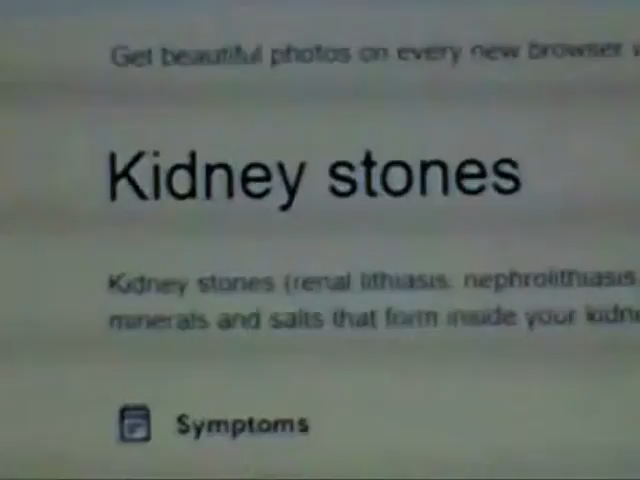 Get beautiful photos on every new browser
Kidney stones
Kidney stones (renal lithiasis, nephrolithiasis
minerals and salts that form inside your
Symptoms